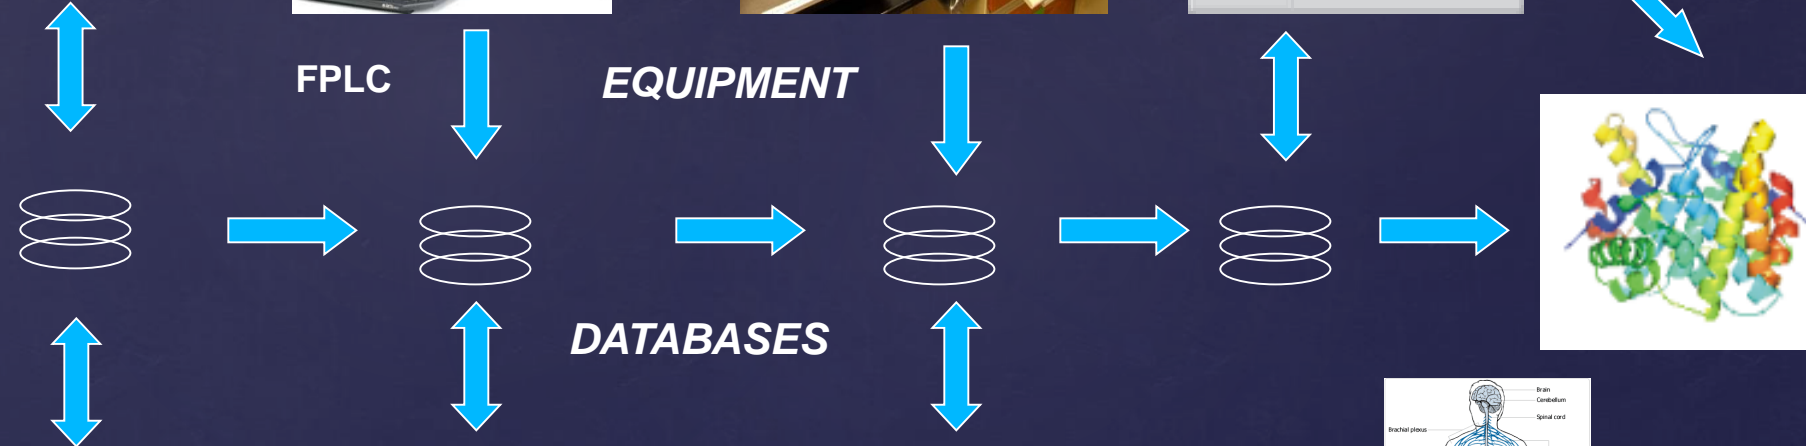 FPLC
EQUIPMENT
DATABASES
Brain
Cerebellum
Spinal cord
Brachial plexus